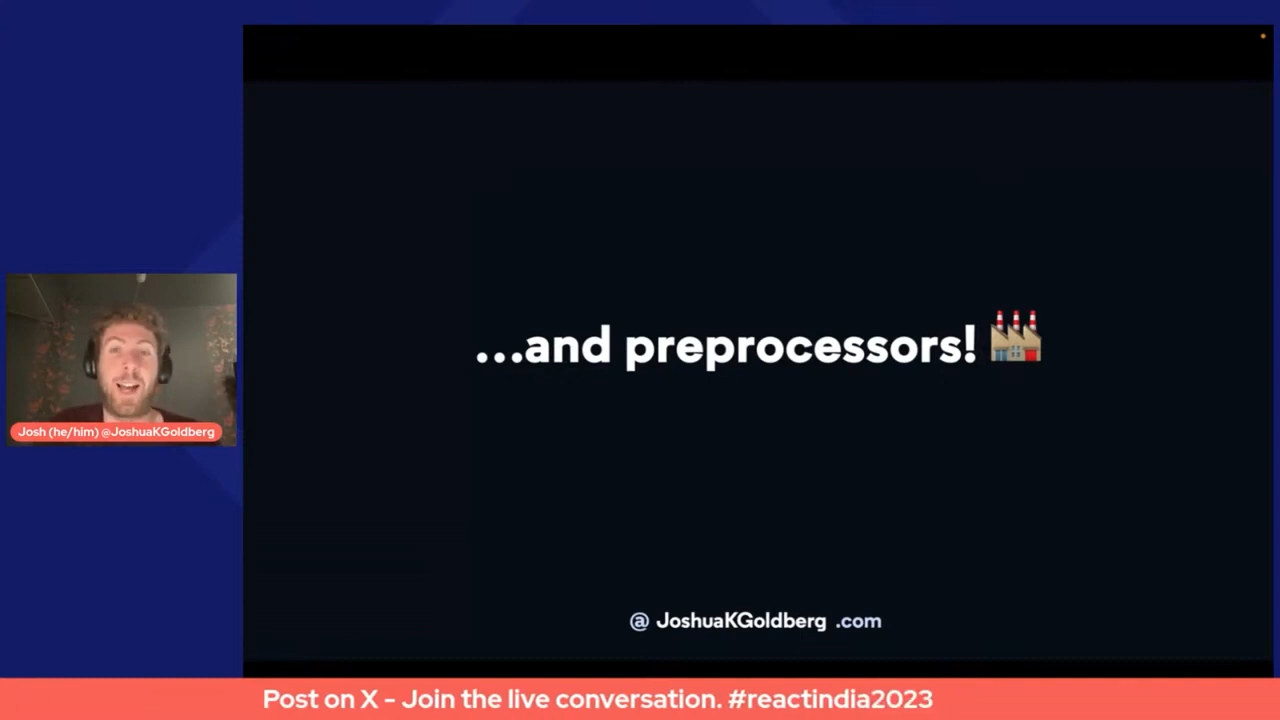 ...and preprocessors!
Josh (he/him) @JoshuaKGoldberg
@ JoshuaKGoldberg .com
Post on X - Join the live conversation. #reactindia2023